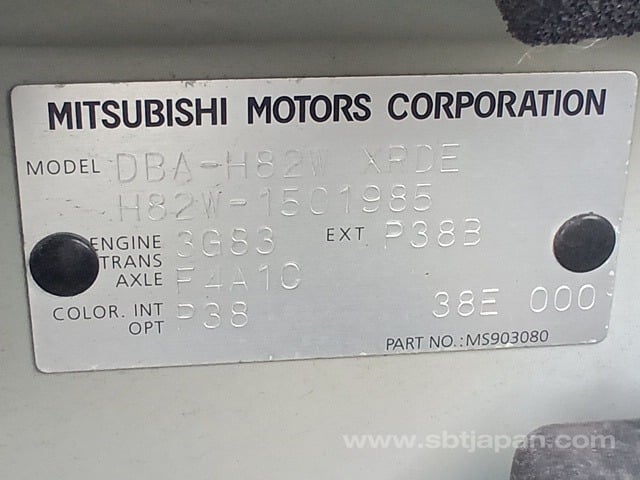 MITSUBISHI MOTORS CORPORATION
MODEL DBA-H82W XRDE
H82W-1501985
ENGINE 3G83 EXT P38B
TRANS
AXLE F4A1C
COLOR. INT P38 38E 000
OPT
PART NO.:MS903080
www.sbtjapan.com